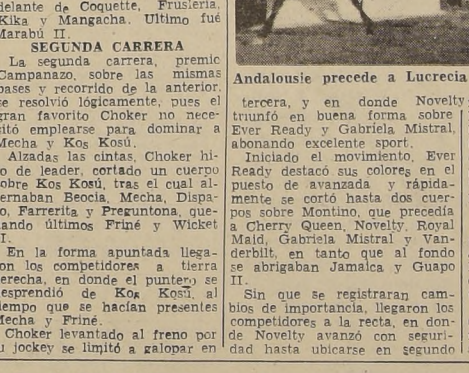 delante de Coquette, Frusleria,
Kika y Mangacha. Ultimo fué
Marabú II.
SEGUNDA CARRERA
La segunda carrera, premio
Campanazo, sobre las mismas
bases y recorrido de la anterior,
se resolvió lógicamente, pues el
gran favorito Choker no nece-
sitó emplearse para dominar a
Mecha y Kos Kosú.
Alzadas las cintas, Choker hi-
zo de leader, cortado un cuerpo
sobre Kos Kosú, tras el cual al-
ternaban Beocia, Mecha, Dispa-
ro, Farrerita y Preguntona, que-
dando últimos Friné y Wicket
II.
En la forma apuntada llega-
ron los competidores a tierra
derecha, en donde el puntero se
desprendió de Kos Kosú, al
tiempo que se hacían presentes
Mecha y Friné.
Choker levantado al freno por
su jockey se limitó a galopar en
Andalousie precede a Lucrecia
tercera, y en donde Novelty
triunfó en buena forma sobre
Ever Ready y Gabriela Mistral,
abonando excelente sport.
Iniciado el movimiento, Ever
Ready destacó sus colores en el
puesto de avanzada y rápida-
mente se cortó hasta dos cuer-
pos sobre Montino, que precedía
a Cherry Queen, Novelty, Royal
Maid, Gabriela Mistral y Van-
derbilt, en tanto que al fondo
se abrigaban Jamaica y Guapo
II.
Sin que se registraran cam-
bios de importancia, llegaron los
competidores a la recta, en don-
de Novelty avanzó con seguri-
dad hasta ubicarse en segundo